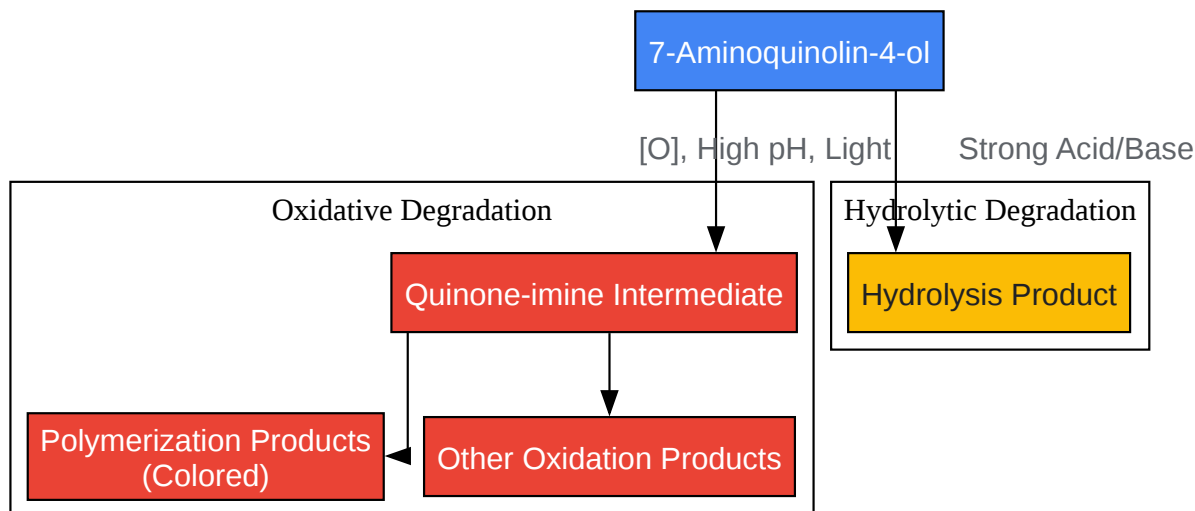 7-Aminoquinolin-4-ol
[O], High pH, Light
Strong Acid/Base
Oxidative Degradation
Hydrolytic Degradation
Quinone-imine Intermediate
Hydrolysis Product
Polymerization Products
(Colored)
Other Oxidation Products